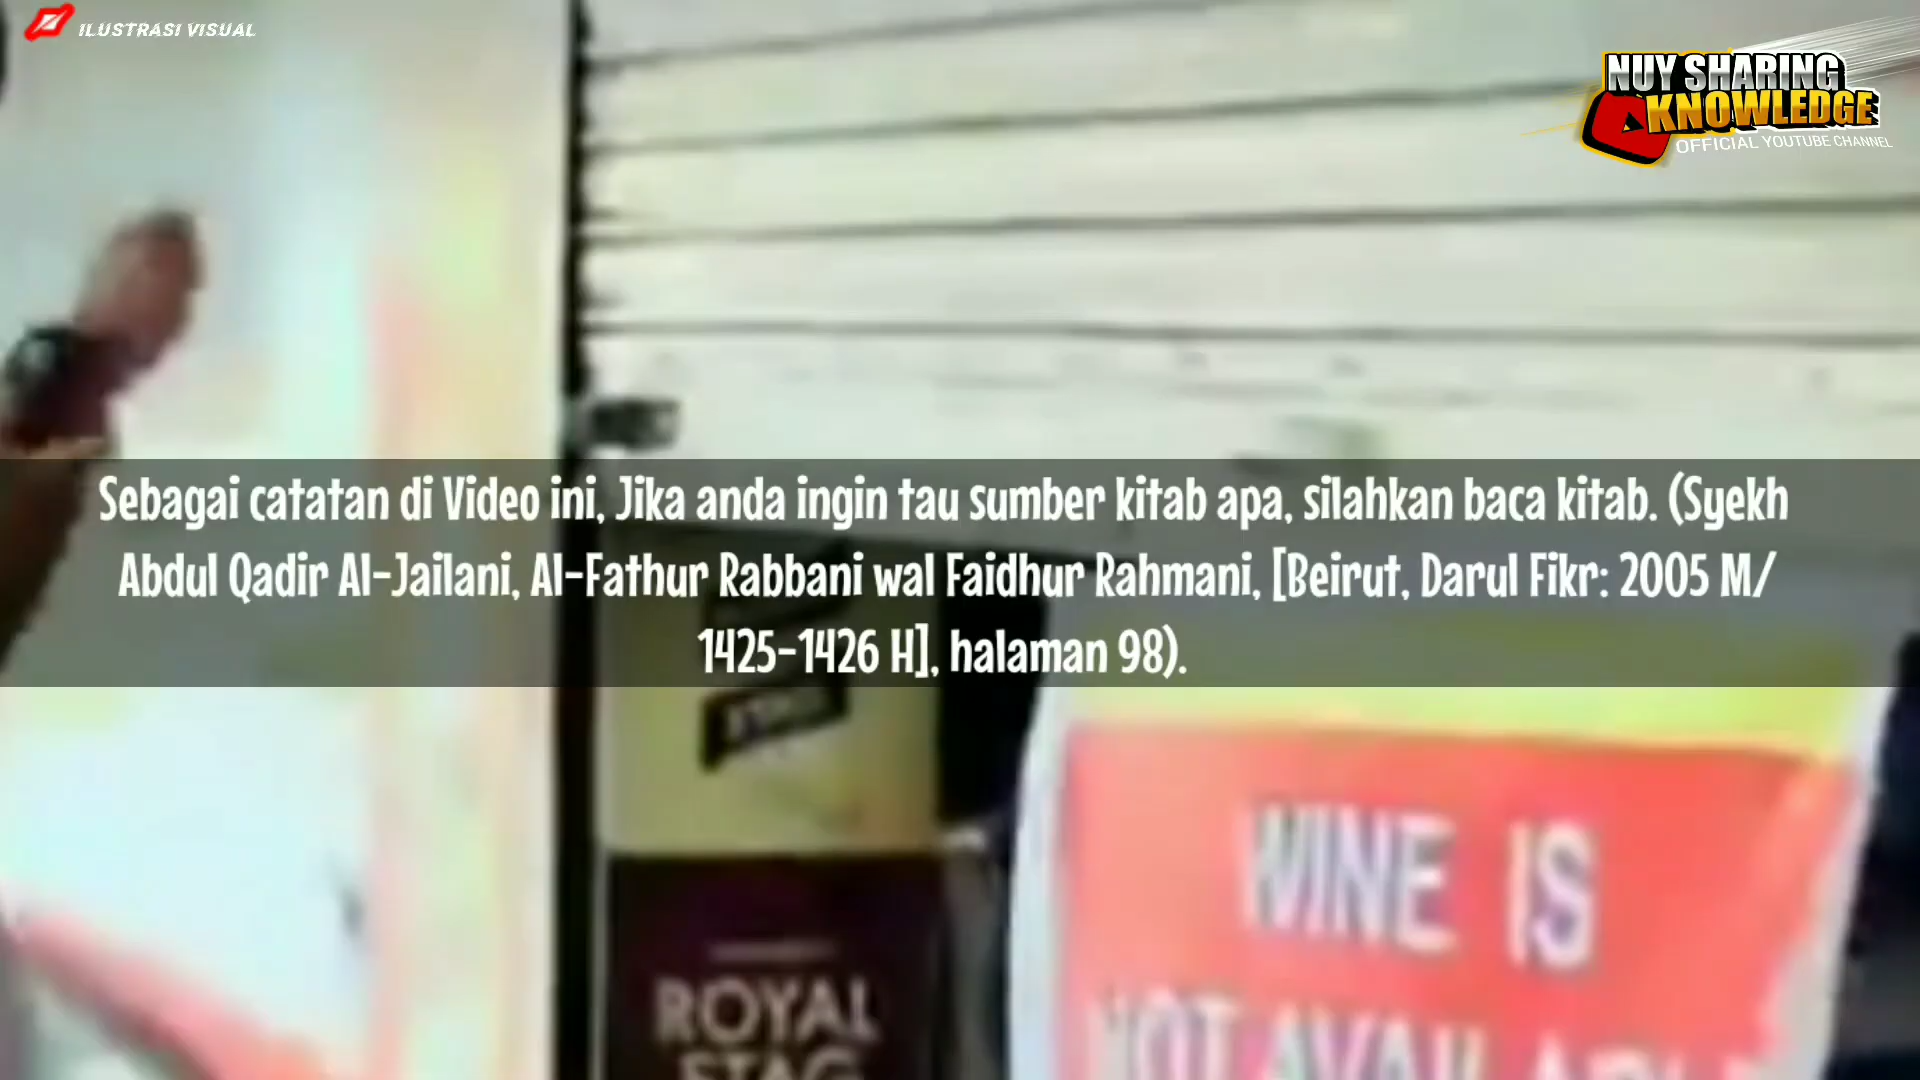 ILUSTRASI VISUAL
NUY SHARING
KNOWLEDGE
OFFICIAL YOUTUBE CHANNEL
Sebagai catatan di Video ini, Jika anda ingin tau sumber kitab apa, silahkan baca kitab. (Syekh
Abdul Qadir Al-Jailani, Al-Fathur Rabbani wal Faidhur Rahmani, [Beirut, Darul Fikr: 2005 M/
1425-1426 H], halaman 98).
WINE IS
ROYAL
STAG